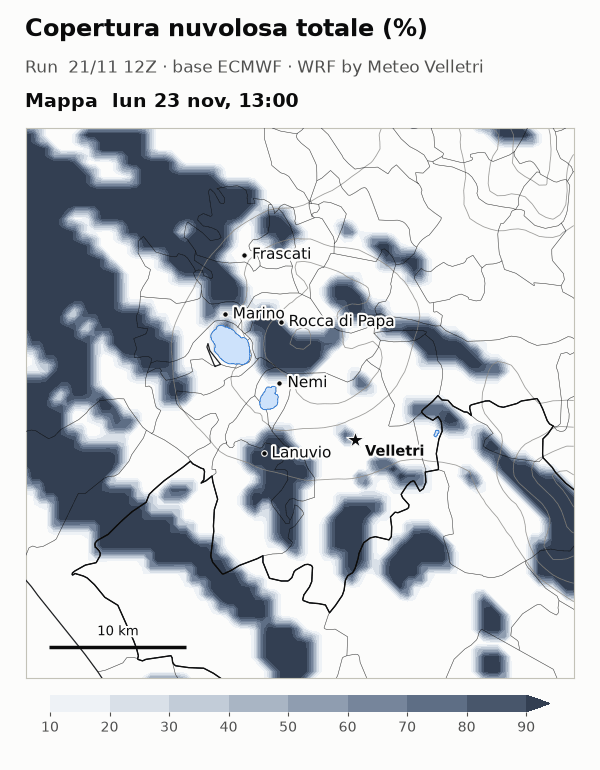 Copertura nuvolosa totale (%)
Run  21/11 12Z · base ECMWF · WRF by Meteo Velletri
Mappa  lun 23 nov, 13:00
Frascati
Marino
Rocca di Papa
Nemi
Velletri
Lanuvio
10 km
10 20 30 40 50 60 70 80 90